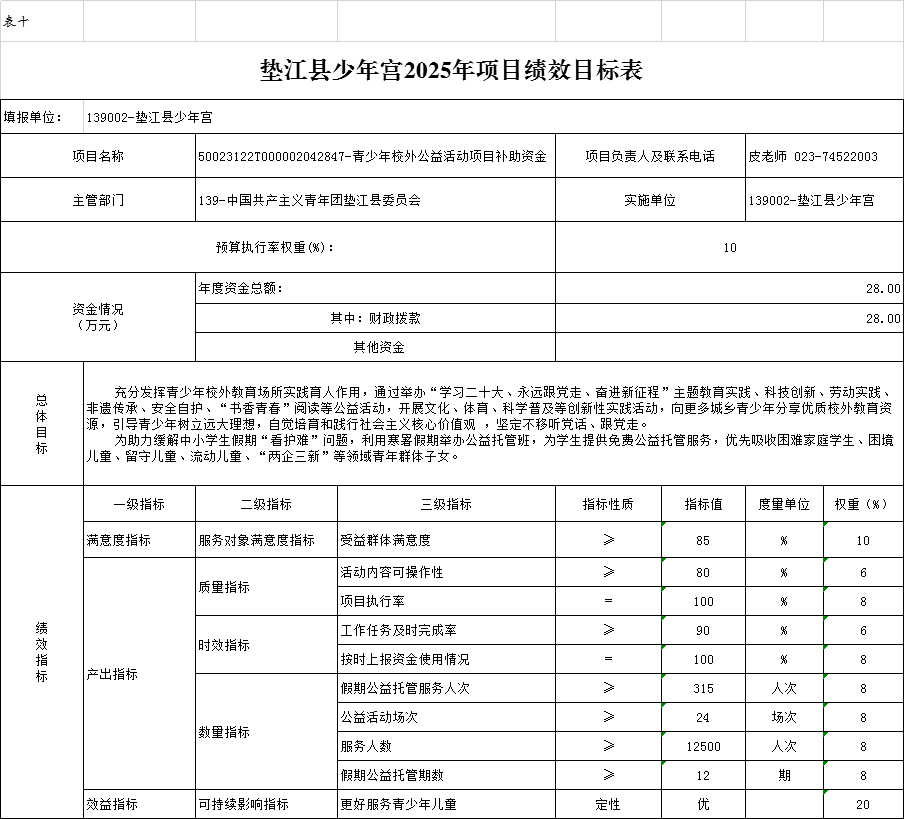 表十
垫江县少年宫2025年项目绩效目标表
填报单位: 139002-垫江县少年宫
项目名称 50023122T000002042847-青少年校外公益活动项目补助资金 项目负责人及联系电话 皮老师 023-74522003
主管部门 139-中国共产主义青年团垫江县委员会 实施单位 139002-垫江县少年宫
预算执行率权重(%): 10
资金情况
（万元）
年度资金总额: 28.00
其中: 财政拨款 28.00
其他资金
总体目标
充分发挥青少年校外教育场所实践育人作用，通过举办“学习二十大、永远跟党走、奋进新征程”主题教育实践、科技创新、劳动实践、
非遗传承、安全自护、“书香青春”阅读等公益活动，开展文化、体育、科学普及等创新性实践活动，向更多城乡青少年分享优质校外教育资
源，引导青少年树立远大理想，自觉培育和践行社会主义核心价值观 ，坚定不移听党话、跟党走。
为助力缓解中小学生假期“看护难”问题，利用寒署假期举办公益托管班，为学生提供免费公益托管服务，优先吸收困难家庭学生、困境
儿童、留守儿童、流动儿童、“两企三新”等领域青年群体子女。
绩效指标
一级指标 二级指标 三级指标 指标性质 指标值 度量单位 权重（%）
满意度指标 服务对象满意度指标 受益群体满意度 ≥ 85 % 10
产出指标 质量指标 活动内容可操作性 ≥ 80 % 6
项目执行率 = 100 % 8
时效指标 工作任务及时完成率 ≥ 90 % 6
按时上报资金使用情况 = 100 % 8
数量指标 假期公益托管服务人次 ≥ 315 人次 8
公益活动场次 ≥ 24 场次 8
服务人数 ≥ 12500 人次 8
假期公益托管期数 ≥ 12 期 8
效益指标 可持续影响指标 更好服务青少年儿童 定性 优 20